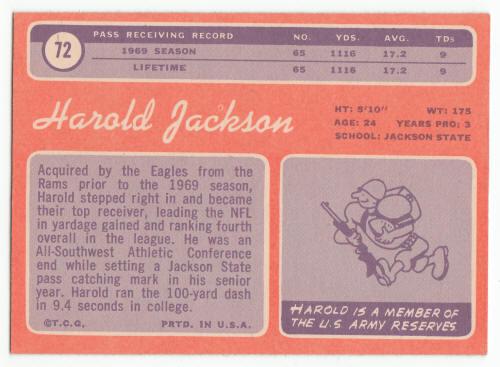 72
PASS RECEIVING RECORD NO. YDS. AVG. TDs
1969 SEASON 65 1116 17.2 9
LIFETIME 65 1116 17.2 9
Harold Jackson
HT: 5'10" WT: 175
AGE: 24 YEARS PRO: 3
SCHOOL: JACKSON STATE
Acquired by the Eagles from the
Rams prior to the 1969 season,
Harold stepped right in and became
their top receiver, leading the NFL
in yardage gained and ranking fourth
overall in the league. He was an
All-Southwest Athletic Conference
end while setting a Jackson State
pass catching mark in his senior
year. Harold ran the 100-yard dash
in 9.4 seconds in college.
©T.C.G. PRTD. IN U.S.A.
HAROLD IS A MEMBER OF
THE U.S ARMY RESERVES